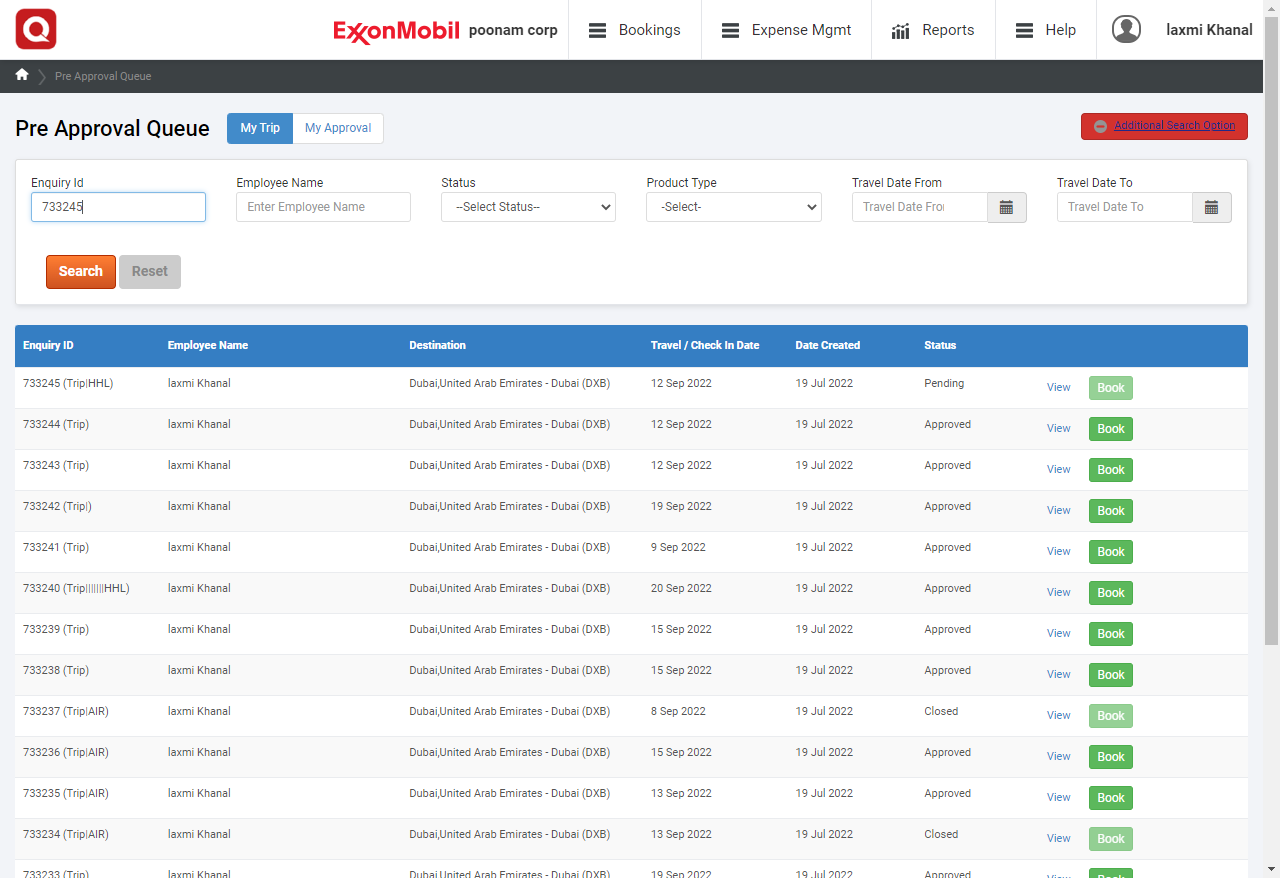 Q
ExxonMobil poonam corp Bookings Expense Mgmt Reports Help laxmi Khanal
Pre Approval Queue
Pre Approval Queue My Trip My Approval Additional Search Option
Enquiry Id Employee Name Status Product Type Travel Date From Travel Date To
733245 Enter Employee Name --Select Status-- -Select- Travel Date Fro Travel Date To
Search Reset
Enquiry ID Employee Name Destination Travel / Check In Date Date Created Status
733245 (Trip|HHL) laxmi Khanal Dubai,United Arab Emirates - Dubai (DXB) 12 Sep 2022 19 Jul 2022 Pending View Book
733244 (Trip) laxmi Khanal Dubai,United Arab Emirates - Dubai (DXB) 12 Sep 2022 19 Jul 2022 Approved View Book
733243 (Trip) laxmi Khanal Dubai,United Arab Emirates - Dubai (DXB) 12 Sep 2022 19 Jul 2022 Approved View Book
733242 (Trip|) laxmi Khanal Dubai,United Arab Emirates - Dubai (DXB) 19 Sep 2022 19 Jul 2022 Approved View Book
733241 (Trip) laxmi Khanal Dubai,United Arab Emirates - Dubai (DXB) 9 Sep 2022 19 Jul 2022 Approved View Book
733240 (Trip|||||||HHL) laxmi Khanal Dubai,United Arab Emirates - Dubai (DXB) 20 Sep 2022 19 Jul 2022 Approved View Book
733239 (Trip) laxmi Khanal Dubai,United Arab Emirates - Dubai (DXB) 15 Sep 2022 19 Jul 2022 Approved View Book
733238 (Trip) laxmi Khanal Dubai,United Arab Emirates - Dubai (DXB) 15 Sep 2022 19 Jul 2022 Approved View Book
733237 (Trip|AIR) laxmi Khanal Dubai,United Arab Emirates - Dubai (DXB) 8 Sep 2022 19 Jul 2022 Closed View Book
733236 (Trip|AIR) laxmi Khanal Dubai,United Arab Emirates - Dubai (DXB) 15 Sep 2022 19 Jul 2022 Approved View Book
733235 (Trip|AIR) laxmi Khanal Dubai,United Arab Emirates - Dubai (DXB) 13 Sep 2022 19 Jul 2022 Approved View Book
733234 (Trip|AIR) laxmi Khanal Dubai,United Arab Emirates - Dubai (DXB) 13 Sep 2022 19 Jul 2022 Closed View Book
733233 (Trip) laxmi Khanal Dubai,United Arab Emirates - Dubai (DXB) 19 Sep 2022 19 Jul 2022 Approved View Book